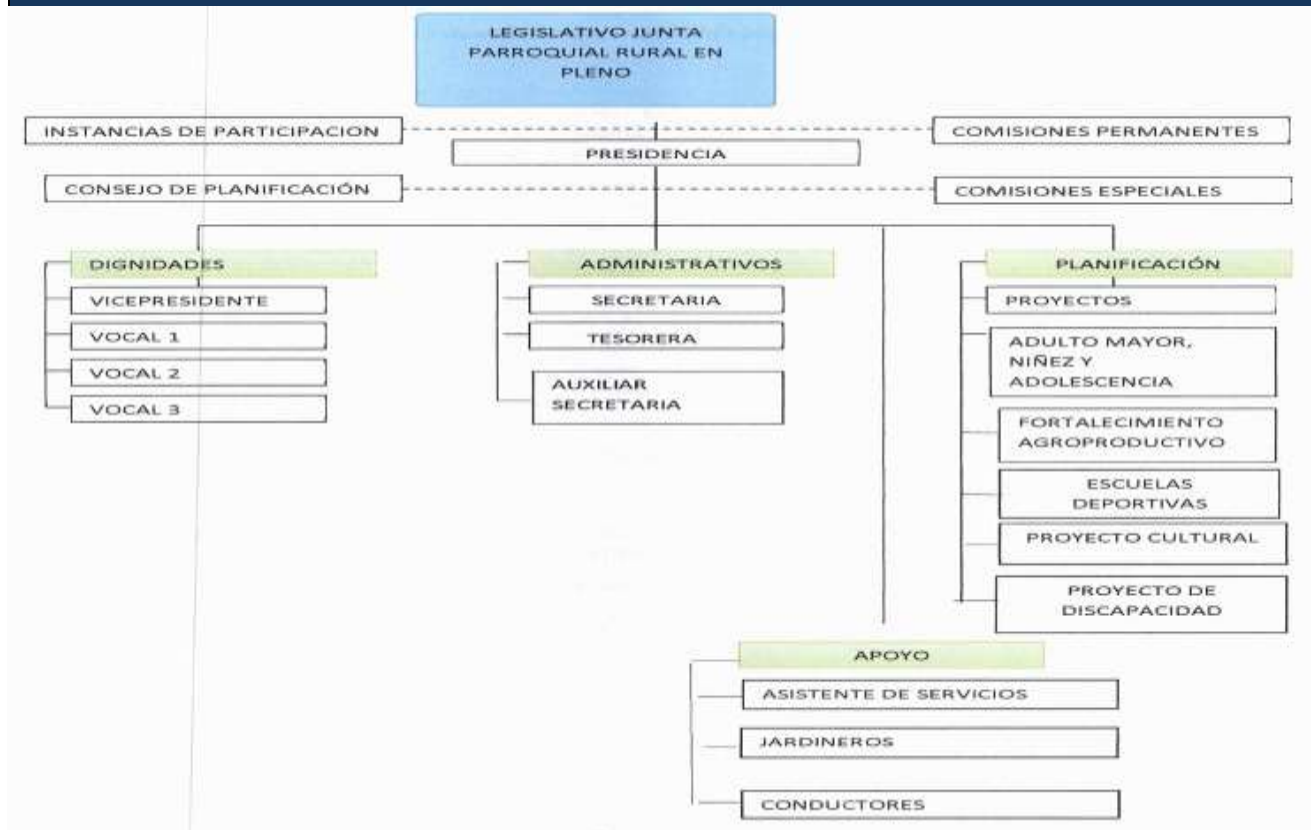 LEGISLATIVO JUNTA
PARROQUIAL RURAL EN
PLENO
INSTANCIAS DE PARTICIPACION
COMISIONES PERMANENTES
PRESIDENCIA
CONSEJO DE PLANIFICACIÓN
COMISIONES ESPECIALES
DIGNIDADES
VICEPRESIDENTE
VOCAL 1
VOCAL 2
VOCAL 3
ADMINISTRATIVOS
SECRETARIA
TESORERA
AUXILIAR
SECRETARIA
PLANIFICACIÓN
PROYECTOS
ADULTO MAYOR,
NIÑEZ Y
ADOLESCENCIA
FORTALECIMIENTO
AGROPRODUCTIVO
ESCUELAS
DEPORTIVAS
PROYECTO CULTURAL
PROYECTO DE
DISCAPACIDAD
APOYO
ASISTENTE DE SERVICIOS
JARDINEROS
CONDUCTORES